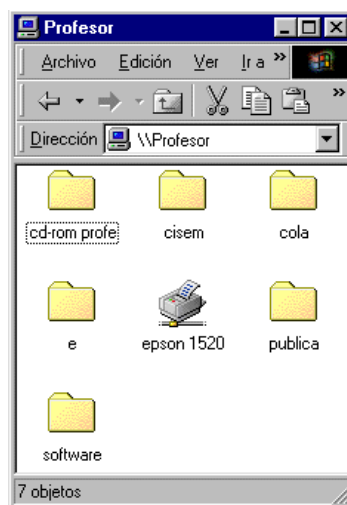 Profesor
Archivo Edición Ver Ir a »
»
Dirección \\Profesor
cd-rom profe cisem cola
e epson 1520 publica
software
7 objetos